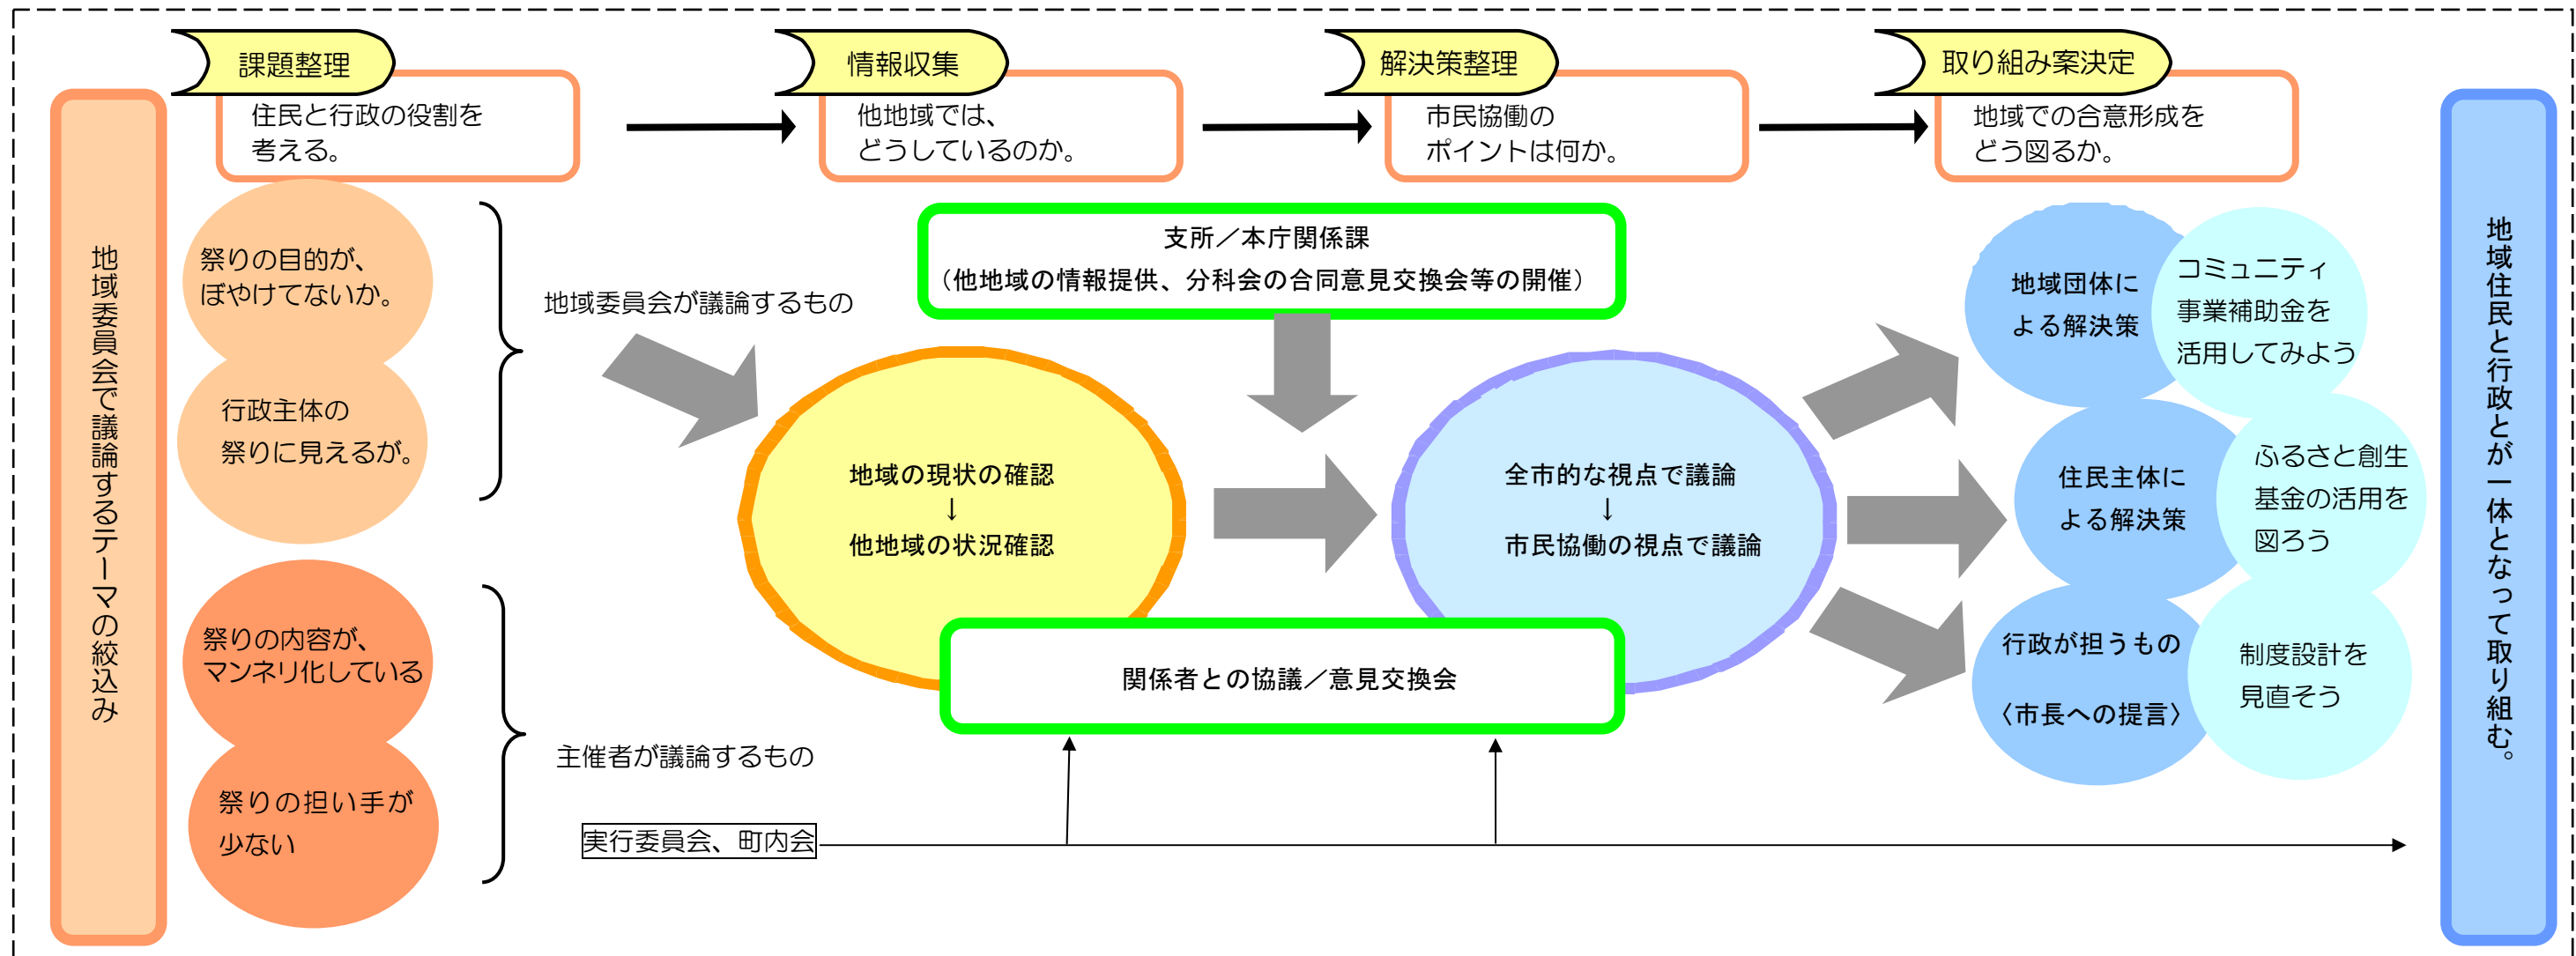 課題整理
住民と行政の役割を
考える。
情報収集
他地域では、
どうしているのか。
解決策整理
市民協働の
ポイントは何か。
取り組み案決定
地域での合意形成を
どう図るか。
地域委員会で議論するテーマの絞込み
祭りの目的が、
ぼやけてないか。
行政主体の
祭りに見えるが。
祭りの内容が、
マンネリ化している
祭りの担い手が
少ない
地域委員会が議論するもの
主催者が議論するもの
実行委員会、町内会
支所／本庁関係課
（他地域の情報提供、分科会の合同意見交換会等の開催）
地域の現状の確認
↓
他地域の状況確認
全市的な視点で議論
↓
市民協働の視点で議論
関係者との協議／意見交換会
地域団体に
よる解決策
コミュニティ
事業補助金を
活用してみよう
住民主体に
よる解決策
ふるさと創生
基金の活用を
図ろう
行政が担うもの
〈市長への提言〉
制度設計を
見直そう
地域住民と行政とが一体となって取り組む。